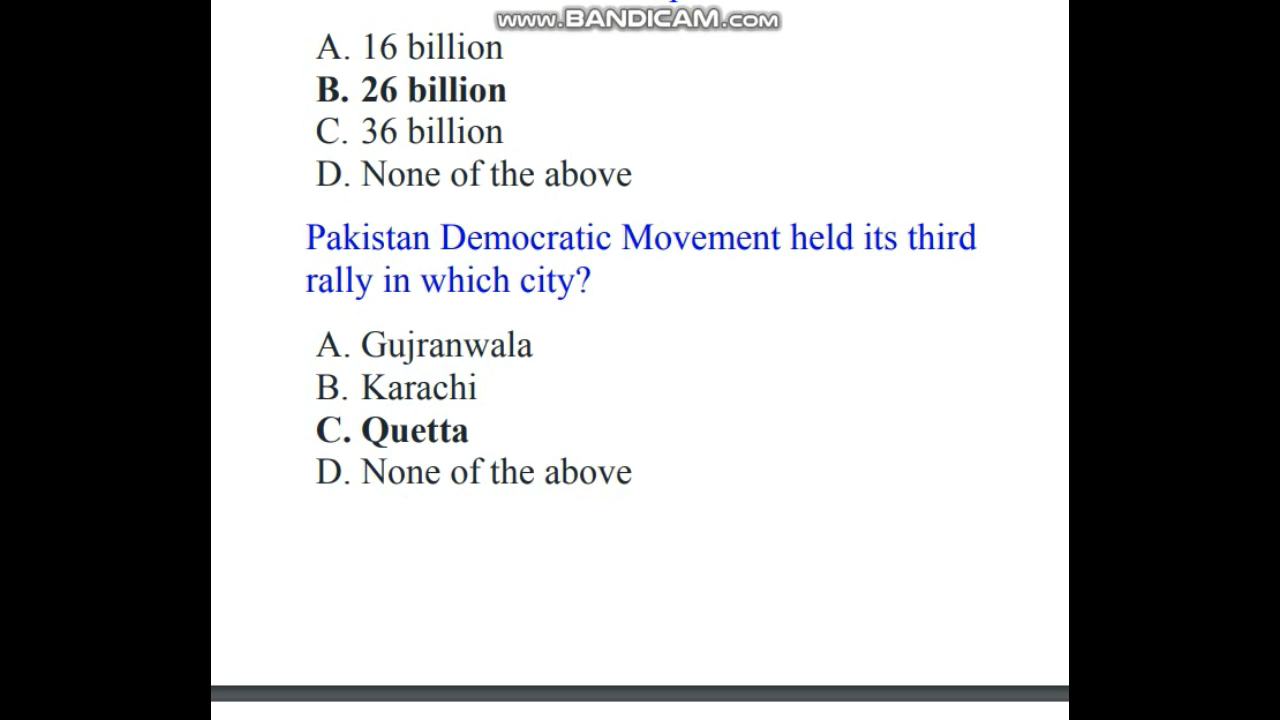 www.BANDICAM.com
A. 16 billion
B. 26 billion
C. 36 billion
D. None of the above
Pakistan Democratic Movement held its third
rally in which city?
A. Gujranwala
B. Karachi
C. Quetta
D. None of the above